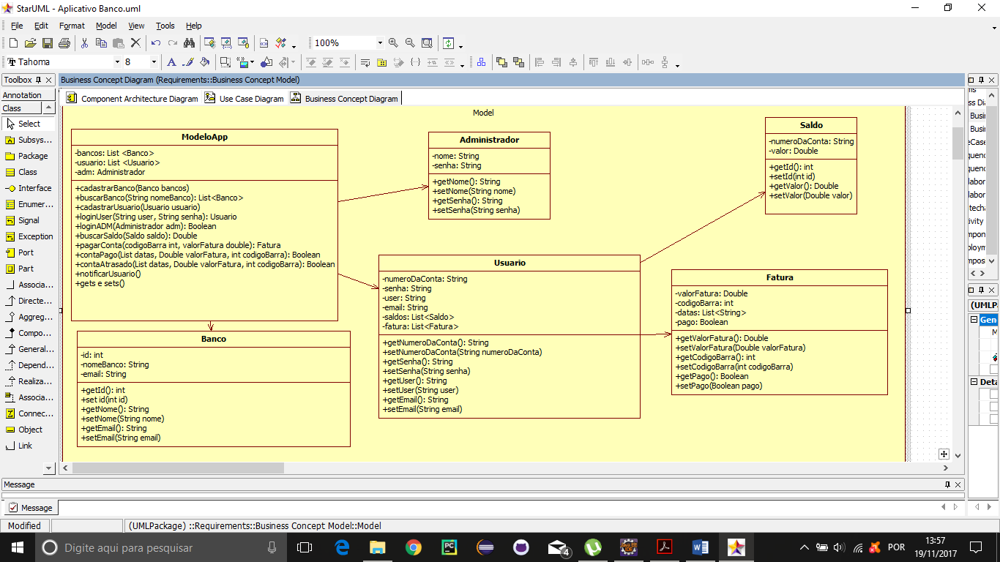 StarUML - Aplicativo Banco.uml
File Edit Format Model View Tools Help
100%
Tahoma 8
Toolbox
Business Concept Diagram (Requirements::Business Concept Model)
Annotation
Class
Component Architecture Diagram Use Case Diagram Business Concept Diagram
Select
Subsys...
Package
Class
Interface
Enumer...
Signal
Exception
Port
Part
Associa...
Directe...
Aggreg...
Compo...
General...
Depend...
Realiza...
Associa...
Connec...
Object
Link
Model
ModeloApp
-bancos: List <Banco>
-usuario: List <Usuario>
-adm: Administrador
+cadastrarBanco(Banco bancos)
+buscarBanco(String nomeBanco): List<Banco>
+cadastrarUsuario(Usuario usuario)
+loginUser(String user, String senha): Usuario
+loginADM(Administrador adm): Boolean
+buscarSaldo(Saldo saldo): Double
+pagarConta(codigoBarra int, valorFatura double): Fatura
+contaPago(List datas, Double valorFatura, int codigoBarra): Boolean
+contaAtrasado(List datas, Double valorFatura, int codigoBarra): Boolean
+notificarUsuario()
+gets e sets()
Administrador
-nome: String
-senha: String
+getNome(): String
+setNome(String nome)
+getSenha(): String
+setSenha(String senha)
Saldo
-numeroDaConta: String
-valor: Double
+getId(): int
+setId(int id)
+getValor(): Double
+setValor(Double valor)
Usuario
-numeroDaConta: String
-senha: String
-user: String
-email: String
-saldos: List<Saldo>
-fatura: List<Fatura>
+getNumeroDaConta(): String
+setNumeroDaConta(String numeroDaConta)
+getSenha(): String
+setSenha(String senha)
+getUser(): String
+setUser(String user)
+getEmail(): String
+setEmail(String email)
Fatura
-valorFatura: Double
-codigoBarra: int
-datas: List<String>
-pago: Boolean
+getValorFatura(): Double
+setValorFatura(Double valorFatura)
+getCodigoBarra(): int
+setCodigoBarra(int codigoBarra)
+getPago(): Boolean
+setPago(Boolean pago)
Banco
-id: int
-nomeBanco: String
-email: String
+getId(): int
+set id(int id)
+getNome(): String
+setNome(String nome)
+getEmail(): String
+setEmail(String email)
ss Dia
Busin
Busin
eCase
quenc
quenc
labor
labor
techa
tivity
mpon
ploym
mpos
(UMLPa
Gen
M
Deta
Message
Message
Modified
(UMLPackage) ::Requirements::Business Concept Model::Model
Digite aqui para pesquisar
4
POR
13:57
19/11/2017